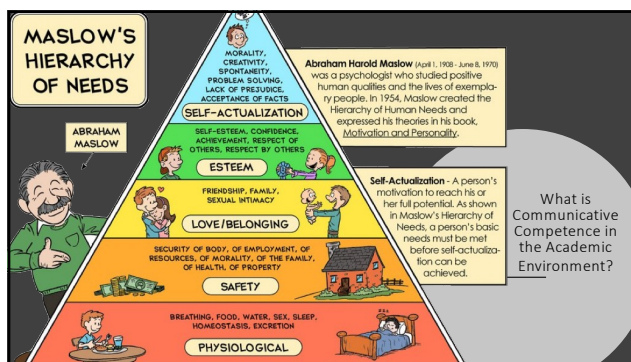 MASLOW'S
HIERARCHY
OF NEEDS
ABRAHAM
MASLOW
MORALITY,
CREATIVITY,
SPONTANEITY,
PROBLEM SOLVING,
LACK OF PREJUDICE,
ACCEPTANCE OF FACTS
SELF-ACTUALIZATION
SELF-ESTEEM, CONFIDENCE,
ACHIEVEMENT, RESPECT OF
OTHERS, RESPECT BY OTHERS
ESTEEM
FRIENDSHIP, FAMILY,
SEXUAL INTIMACY
LOVE/BELONGING
SECURITY OF BODY, OF EMPLOYMENT, OF
RESOURCES, OF MORALITY, OF THE FAMILY,
OF HEALTH, OF PROPERTY
SAFETY
BREATHING, FOOD, WATER, SEX, SLEEP,
HOMEOSTASIS, EXCRETION
PHYSIOLOGICAL
Abraham Harold Maslow (April 1, 1908 - June 8, 1970)
was a psychologist who studied positive
human qualities and the lives of exempla-
ry people. In 1954, Maslow created the
Hierarchy of Human Needs and
expressed his theories in his book,
Motivation and Personality.
Self-Actualization - A person's
motivation to reach his or
her full potential. As shown
in Maslow's Hierarchy of
Needs, a person's basic
needs must be met
before self-actualiza-
tion can be
achieved.
What is
Communicative
Competence in
the Academic
Environment?